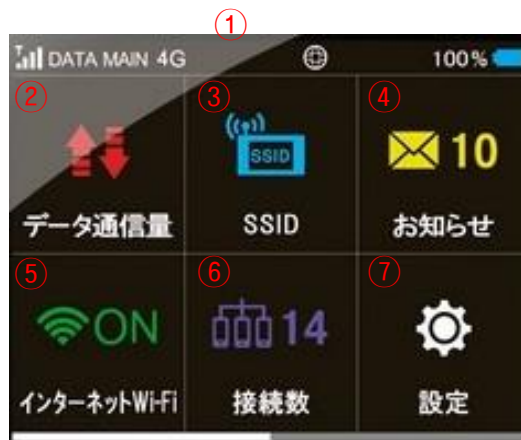 ①
DATA MAIN 4G 100%
② ③ ④
SSID 10
データ通信量 SSID お知らせ
⑤ ⑥ ⑦
ON 14
インターネットWi-Fi 接続数 設定